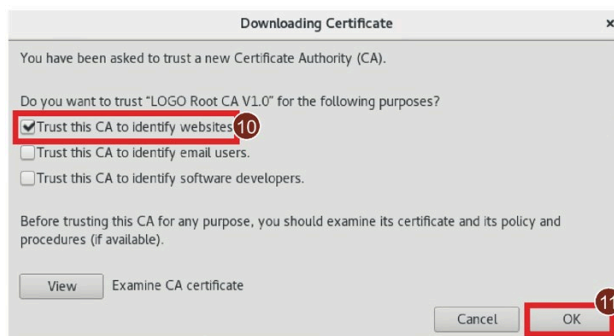 Downloading Certificate
You have been asked to trust a new Certificate Authority (CA).
Do you want to trust "LOGO Root CA V1.0" for the following purposes?
Trust this CA to identify websites
10
Trust this CA to identify email users.
Trust this CA to identify software developers.
Before trusting this CA for any purpose, you should examine its certificate and its policy and
procedures (if available).
View Examine CA certificate
11
Cancel OK